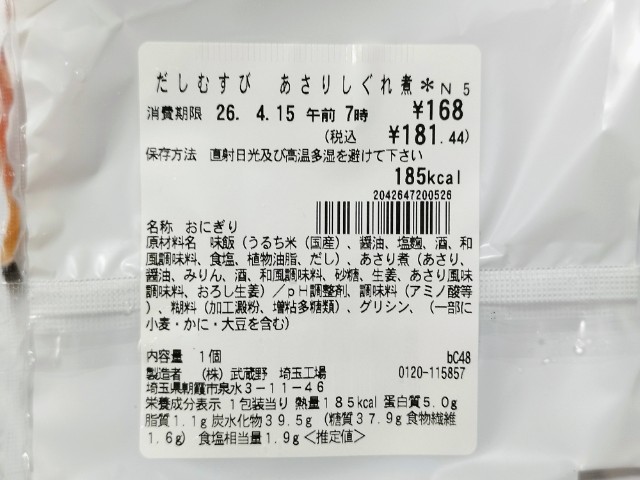 だしむすび　あさりしぐれ煮＊N5
消費期限 26. 4.15 午前 7時 ¥168
(税込 ¥181.44)
保存方法　直射日光及び高温多湿を避けて下さい
185kcal
2042647200526
名称　おにぎり
原材料名　味飯（うるち米（国産）、醤油、塩麹、酒、和
風調味料、食塩、植物油脂、だし）、あさり煮（あさり、
醤油、みりん、酒、和風調味料、砂糖、生姜、あさり風味
調味料、おろし生姜）／pH調整剤、調味料（アミノ酸等
）、糊料（加工澱粉、増粘多糖類）、グリシン、（一部に
小麦・かに・大豆を含む）
内容量　1個 bC48
製造者　（株）武蔵野　埼玉工場 0120-115857
埼玉県朝霞市泉水3－11－46
栄養成分表示 1包装当り 熱量185kcal 蛋白質5.0g
脂質1.1g 炭水化物39.5g（糖質37.9g 食物繊維
1.6g） 食塩相当量1.9g＜推定値＞